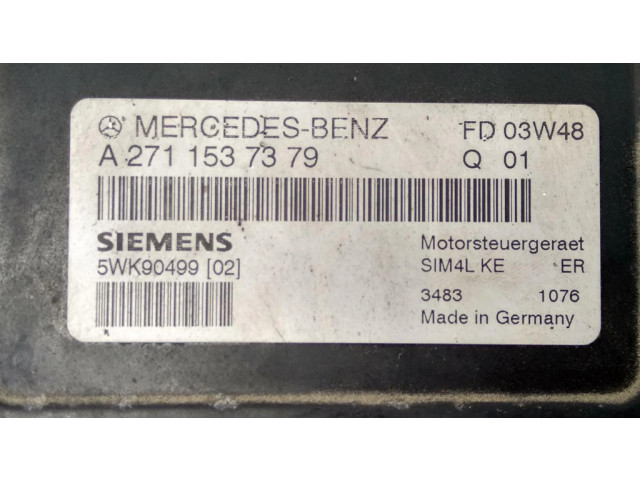 MERCEDES-BENZ FD 03W48
A 271 153 73 79 Q 01
SIEMENS Motorsteuergeraet
5WK90499 [02] SIM4L KE ER
3483 1076
Made in Germany